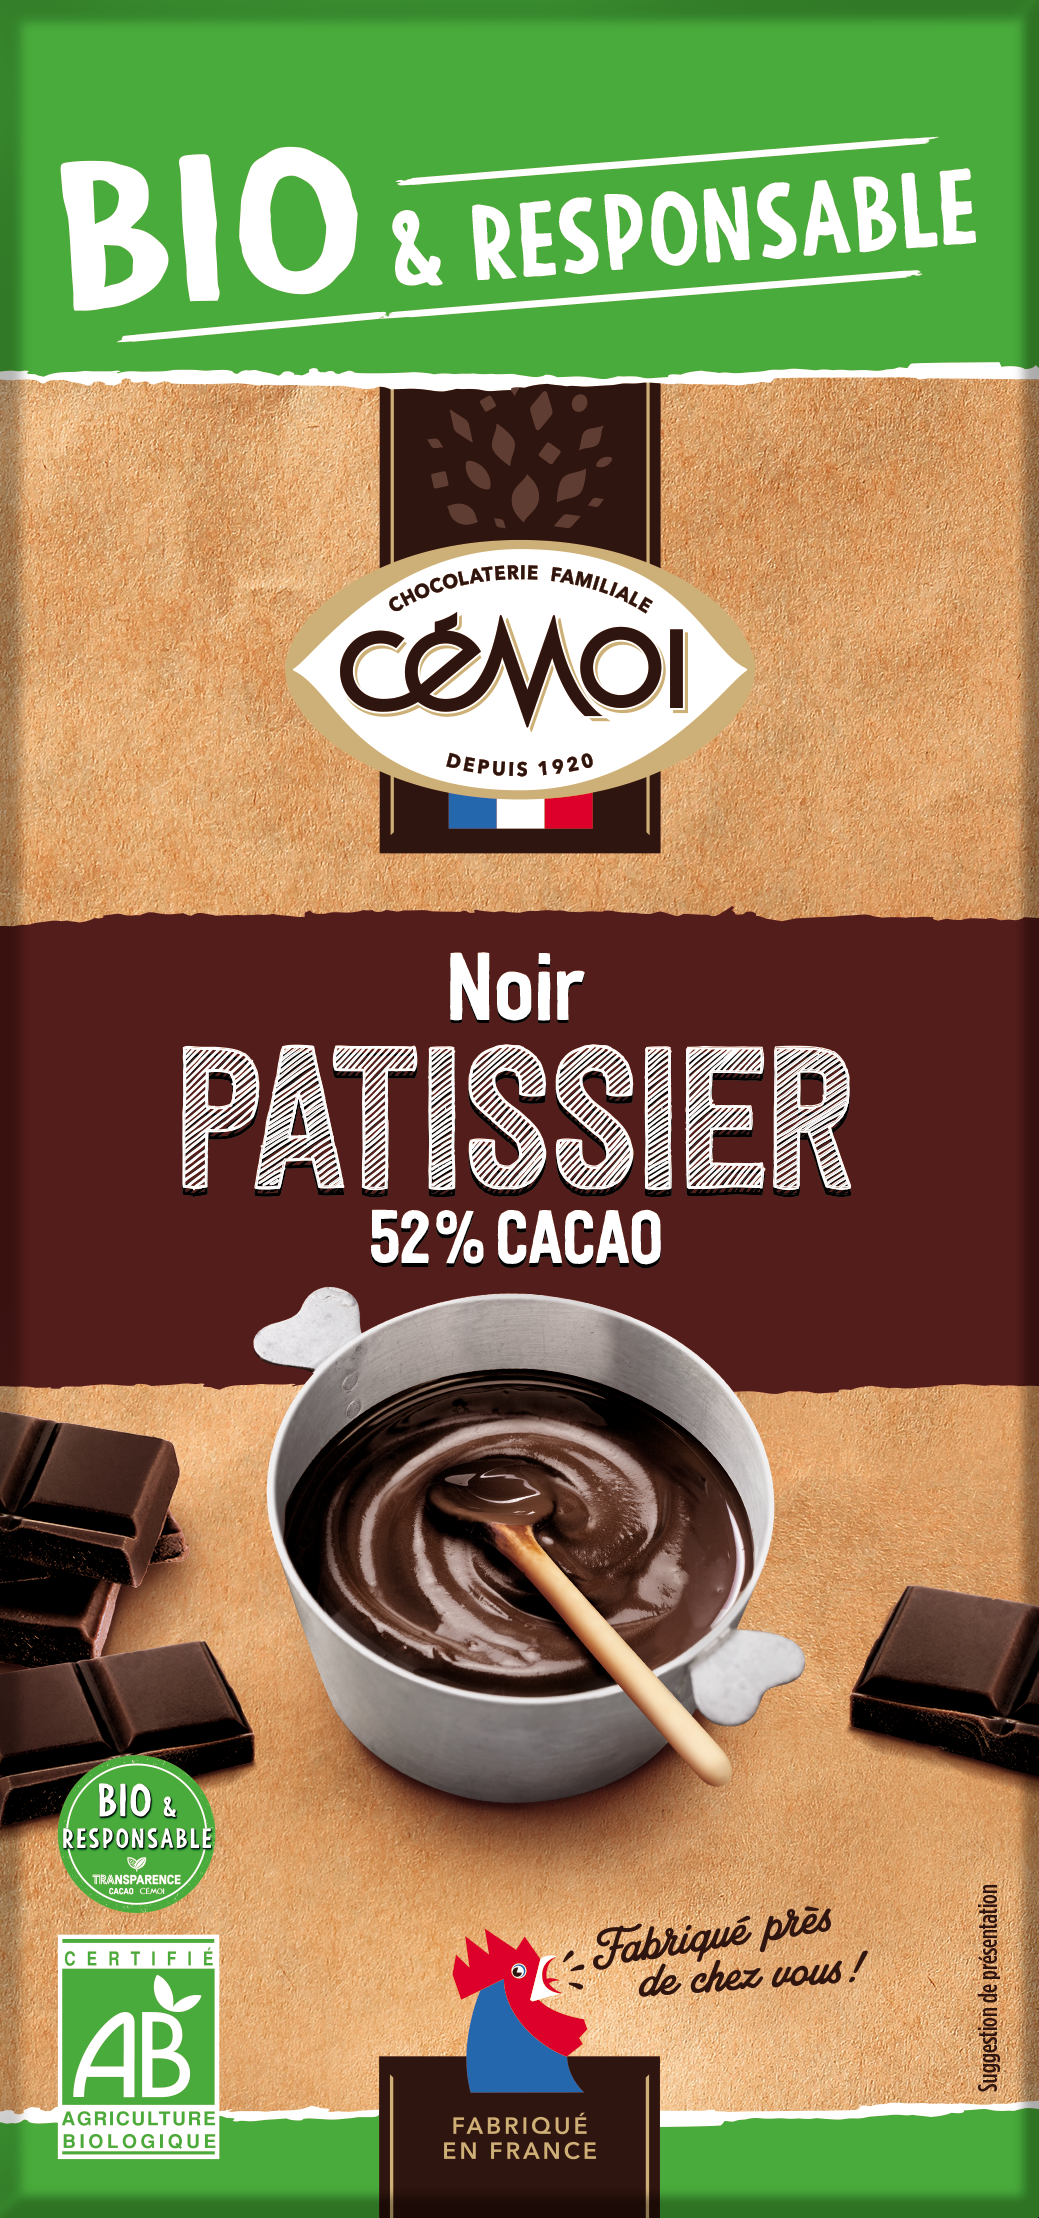 BIO & RESPONSABLE
CHOCOLATERIE FAMILIALE
CÉMOI
DEPUIS 1920
Noir
PATISSIER
52% CACAO
BIO &
RESPONSABLE
TRANSPARENCE
CACAO CÉMOI
CERTIFIÉ
AB
AGRICULTURE
BIOLOGIQUE
Fabriqué près
de chez vous !
FABRIQUÉ
EN FRANCE
Suggestion de présentation